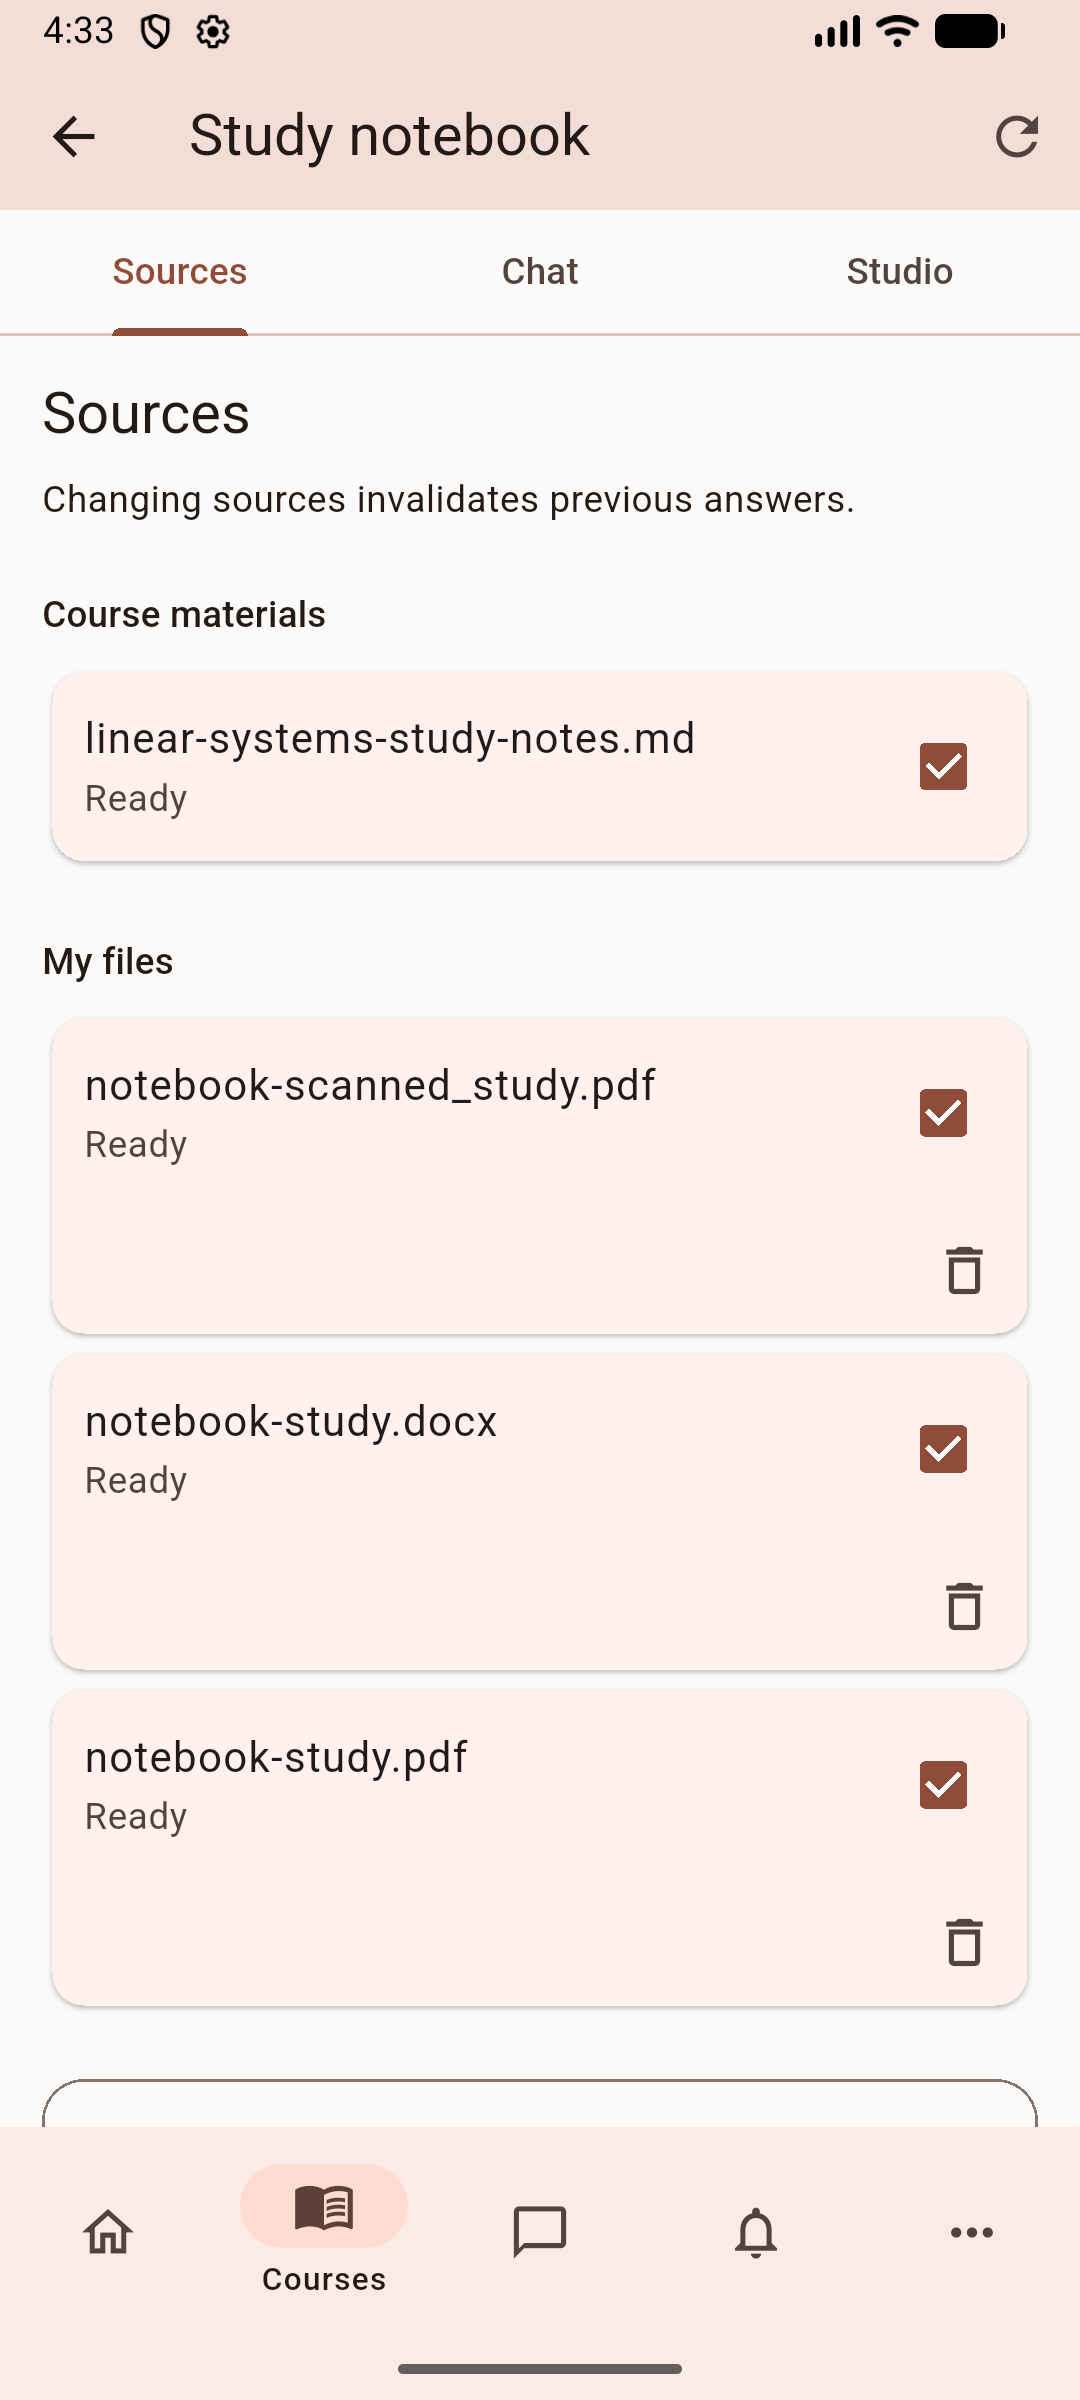 4:33
Study notebook
Sources
Chat
Studio
Sources
Changing sources invalidates previous answers.
Course materials
linear-systems-study-notes.md
Ready
My files
notebook-scanned_study.pdf
Ready
notebook-study.docx
Ready
notebook-study.pdf
Ready
Courses